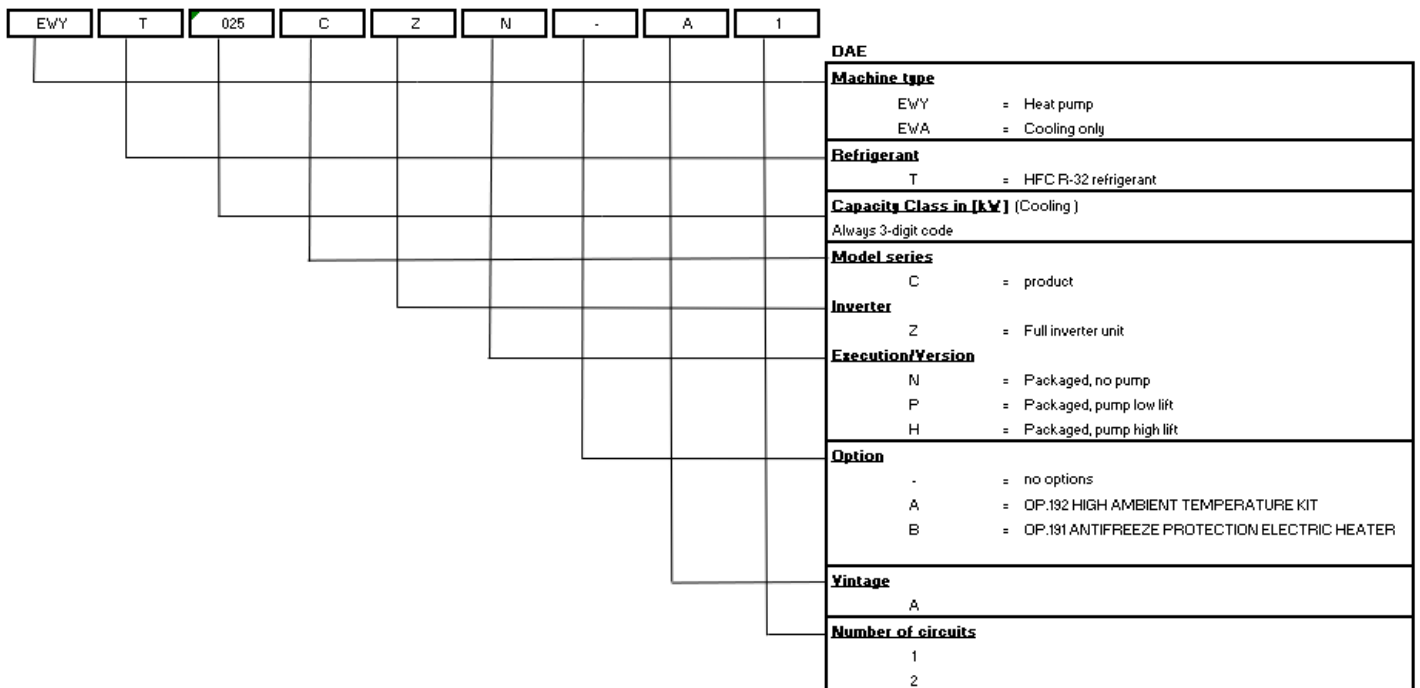 EWY T 025 C Z N - A 1
DAE
Machine type
EWY = Heat pump
EWA = Cooling only
Refrigerant
T = HFC R-32 refrigerant
Capacity Class in [kW] (Cooling )
Always 3-digit code
Model series
C = product
Inverter
Z = Full inverter unit
Execution/Version
N = Packaged, no pump
P = Packaged, pump low lift
H = Packaged, pump high lift
Option
- = no options
A = OP.192 HIGH AMBIENT TEMPERATURE KIT
B = OP.191 ANTIFREEZE PROTECTION ELECTRIC HEATER
Vintage
A
Number of circuits
1
2